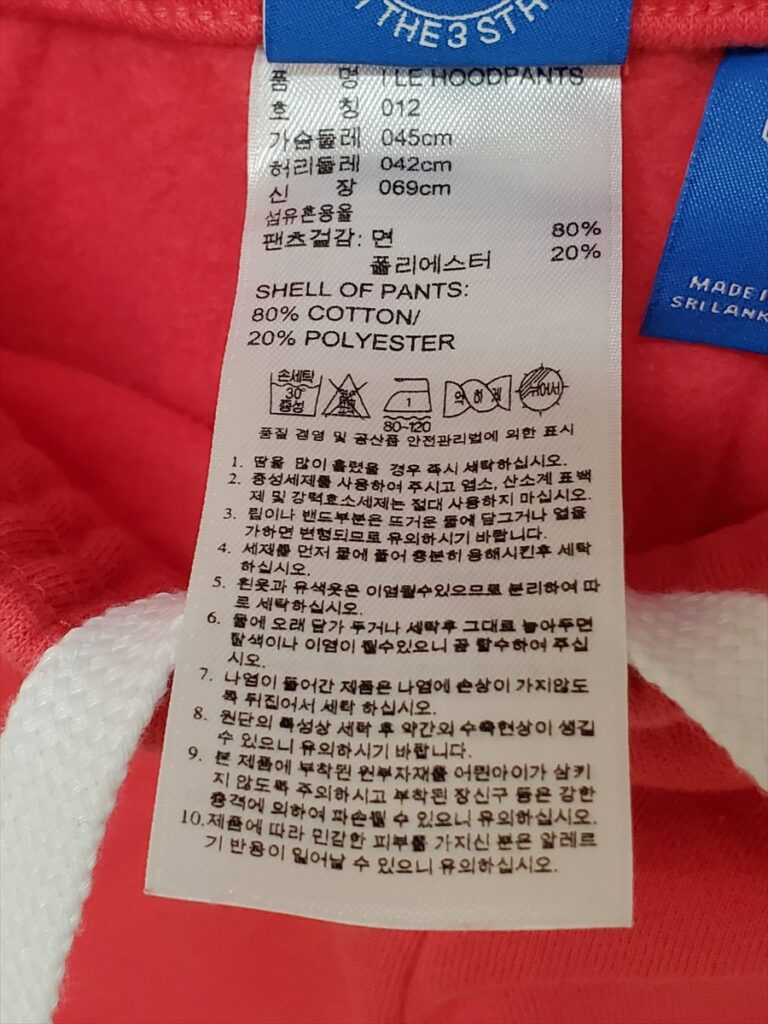 THE 3 STR
품 명 I LE HOODPANTS
호 칭 012
가슴둘레 045cm
허리둘레 042cm
신 장 069cm
섬유혼용율
팬츠겉감: 면 80%
폴리에스터 20%
SHELL OF PANTS:
80% COTTON/
20% POLYESTER
손세탁 30° 중성
1 80~120
약하게
뉘어서
품질 경영 및 공산품 안전관리법에 의한 표시
1. 땀을 많이 흘렸을 경우 즉시 세탁하십시오.
2. 중성세제를 사용하여 주시고 염소, 산소계 표백
제 및 강력효소세제는 절대 사용하지 마십시오.
3. 립이나 밴드부분은 뜨거운 물에 담그거나 열을
가하면 변형되므로 유의하시기 바랍니다.
4. 세재를 먼저 물에 풀어 충분히 용해시킨후 세탁
하십시오.
5. 흰옷과 유색옷은 이염될수있으므로 분리하여 따
로 세탁하십시오.
6. 물에 오래 담가 두거나 세탁후 그대로 놓아두면
탈색이나 이염이 될수있으니 꼭 탈수하여 주십
시오.
7. 나염이 들어간 제품은 나염에 손상이 가지않도
록 뒤집어서 세탁 하십시오.
8. 원단의 특성상 세탁 후 약간의 수축현상이 생길
수 있으니 유의하시기 바랍니다.
9. 본 제품에 부착된 원부자재를 어린아이가 삼키
지 않도록 주의하시고 부착된 장신구 등은 강한
충격에 의하여 파손될 수 있으니 유의하십시오.
10.제품에 따라 민감한 피부를 가지신 분은 알레르
기 반응이 일어날 수 있으니 유의하십시오.
MADE I
SRI LANK